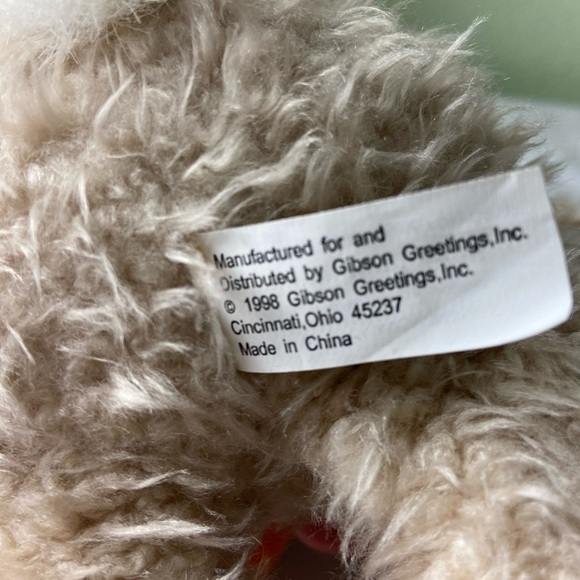 Manufactured for and
Distributed by Gibson Greetings,Inc.
© 1998 Gibson Greetings,Inc.
Cincinnati,Ohio 45237
Made in China